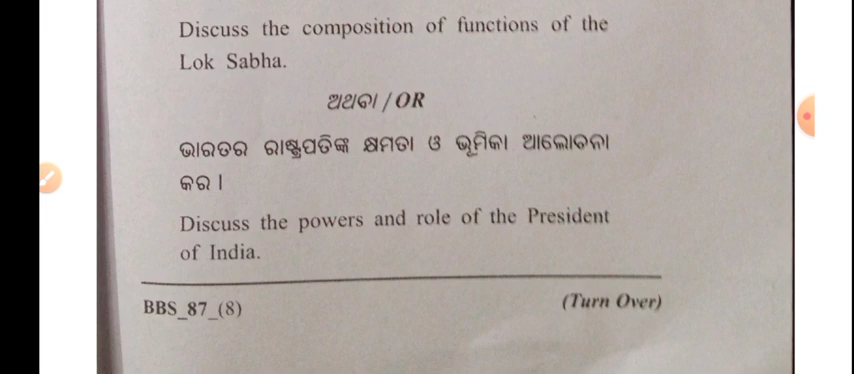 Discuss the composition of functions of the
Lok Sabha.
ଅଥବା / OR
ଭାରତର ରାଷ୍ଟ୍ରପତିଙ୍କ କ୍ଷମତା ଓ ଭୂମିକା ଆଲୋଚନା
କର ।
Discuss the powers and role of the President
of India.
BBS_87_(8)
(Turn Over)